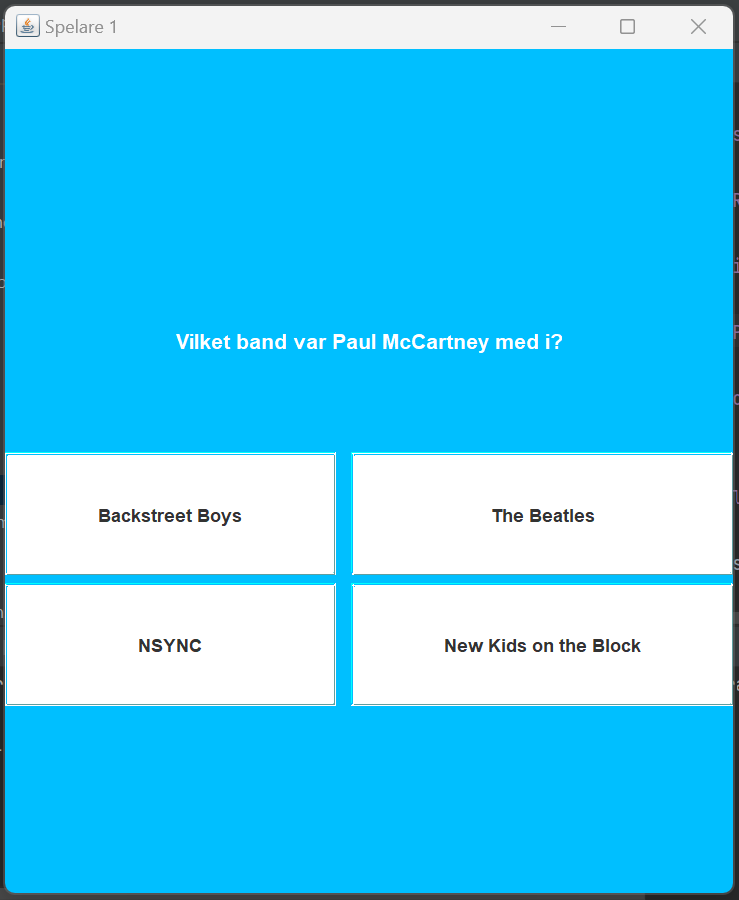 Spelare 1
Vilket band var Paul McCartney med i?
Backstreet Boys
The Beatles
NSYNC
New Kids on the Block